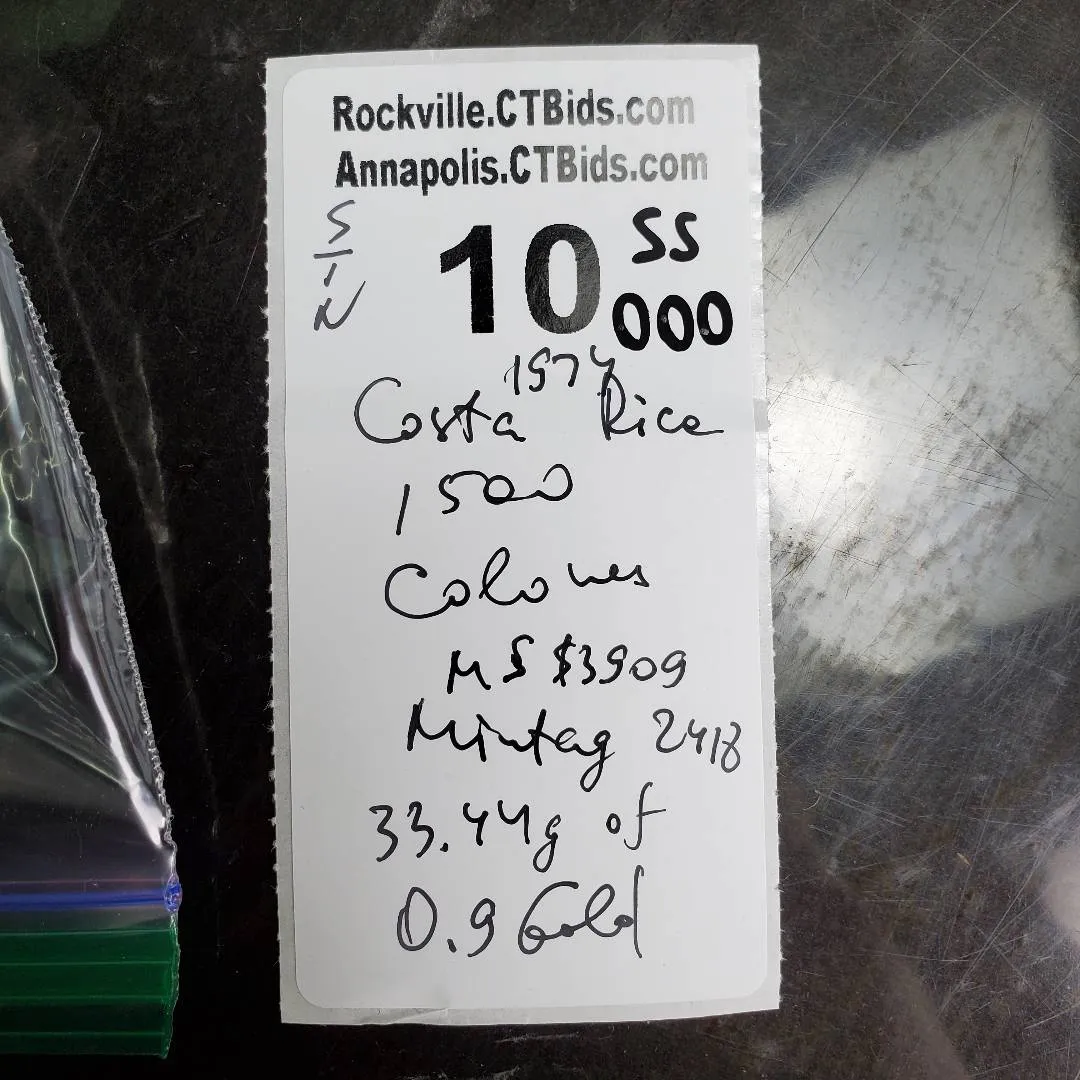 Rockville.CTBids.com
Annapolis.CTBids.com
S/N
10 SS
000
1974
Costa Rica
1500
Colones
MS $3909
Mintag 2418
33.44g of
0.9 Gold